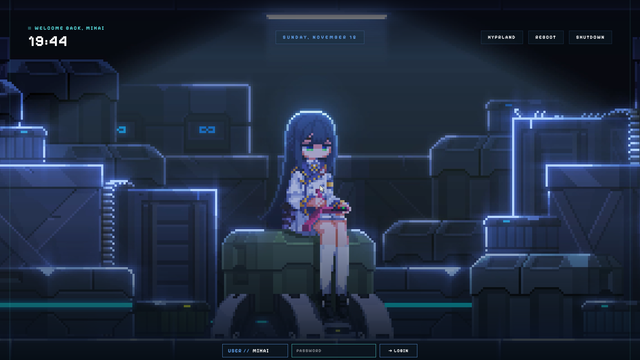 WELCOME BACK, MIHAI
19:44
SUNDAY, NOVEMBER 16
HYPRLAND
REBOOT
SHUTDOWN
USER // MIHAI
PASSWORD
→ LOGIN